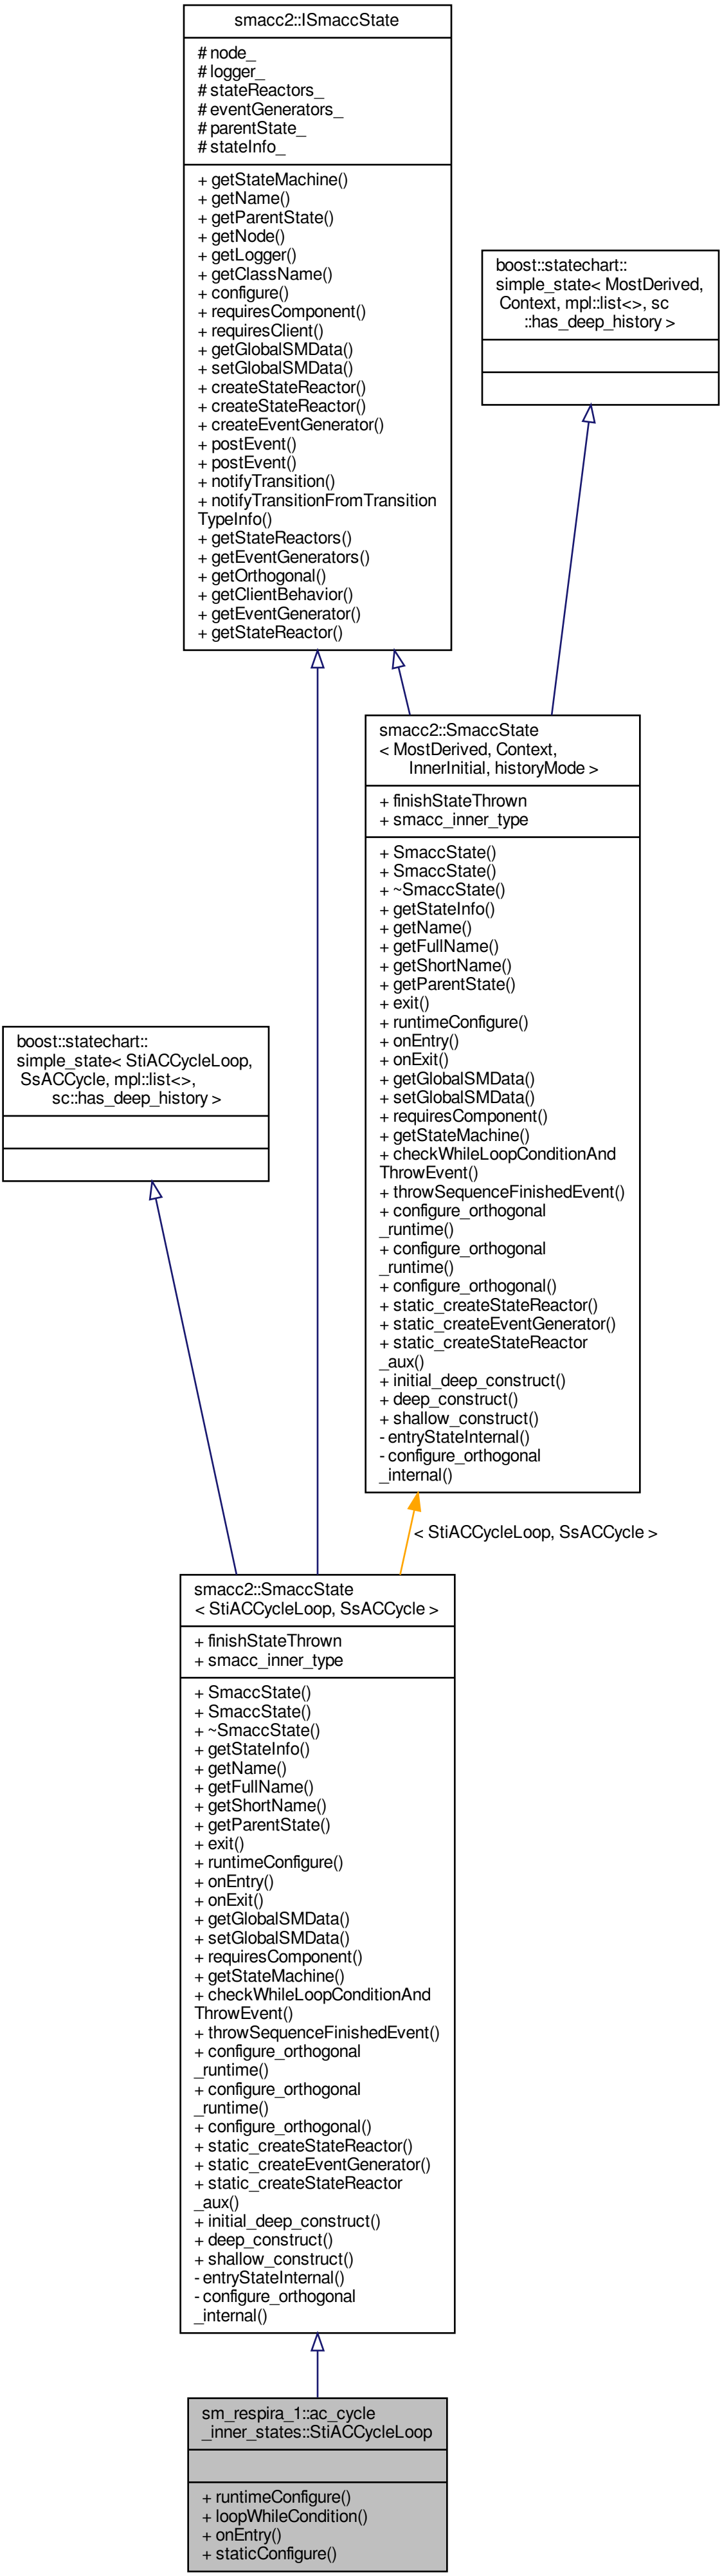 smacc2::ISmaccState
# node_
# logger_
# stateReactors_
# eventGenerators_
# parentState_
# stateInfo_
+ getStateMachine()
+ getName()
+ getParentState()
+ getNode()
+ getLogger()
+ getClassName()
+ configure()
+ requiresComponent()
+ requiresClient()
+ getGlobalSMData()
+ setGlobalSMData()
+ createStateReactor()
+ createStateReactor()
+ createEventGenerator()
+ postEvent()
+ postEvent()
+ notifyTransition()
+ notifyTransitionFromTransition
TypeInfo()
+ getStateReactors()
+ getEventGenerators()
+ getOrthogonal()
+ getClientBehavior()
+ getEventGenerator()
+ getStateReactor()
boost::statechart::
simple_state< MostDerived,
Context, mpl::list<>, sc
::has_deep_history >
smacc2::SmaccState
< MostDerived, Context,
InnerInitial, historyMode >
+ finishStateThrown
+ smacc_inner_type
+ SmaccState()
+ SmaccState()
+ ~SmaccState()
+ getStateInfo()
+ getName()
+ getFullName()
+ getShortName()
+ getParentState()
+ exit()
+ runtimeConfigure()
+ onEntry()
+ onExit()
+ getGlobalSMData()
+ setGlobalSMData()
+ requiresComponent()
+ getStateMachine()
+ checkWhileLoopConditionAnd
ThrowEvent()
+ throwSequenceFinishedEvent()
+ configure_orthogonal
_runtime()
+ configure_orthogonal
_runtime()
+ configure_orthogonal()
+ static_createStateReactor()
+ static_createEventGenerator()
+ static_createStateReactor
_aux()
+ initial_deep_construct()
+ deep_construct()
+ shallow_construct()
- entryStateInternal()
- configure_orthogonal
_internal()
boost::statechart::
simple_state< StiACCycleLoop,
SsACCycle, mpl::list<>,
sc::has_deep_history >
< StiACCycleLoop, SsACCycle >
smacc2::SmaccState
< StiACCycleLoop, SsACCycle >
+ finishStateThrown
+ smacc_inner_type
+ SmaccState()
+ SmaccState()
+ ~SmaccState()
+ getStateInfo()
+ getName()
+ getFullName()
+ getShortName()
+ getParentState()
+ exit()
+ runtimeConfigure()
+ onEntry()
+ onExit()
+ getGlobalSMData()
+ setGlobalSMData()
+ requiresComponent()
+ getStateMachine()
+ checkWhileLoopConditionAnd
ThrowEvent()
+ throwSequenceFinishedEvent()
+ configure_orthogonal
_runtime()
+ configure_orthogonal
_runtime()
+ configure_orthogonal()
+ static_createStateReactor()
+ static_createEventGenerator()
+ static_createStateReactor
_aux()
+ initial_deep_construct()
+ deep_construct()
+ shallow_construct()
- entryStateInternal()
- configure_orthogonal
_internal()
sm_respira_1::ac_cycle
_inner_states::StiACCycleLoop
+ runtimeConfigure()
+ loopWhileCondition()
+ onEntry()
+ staticConfigure()